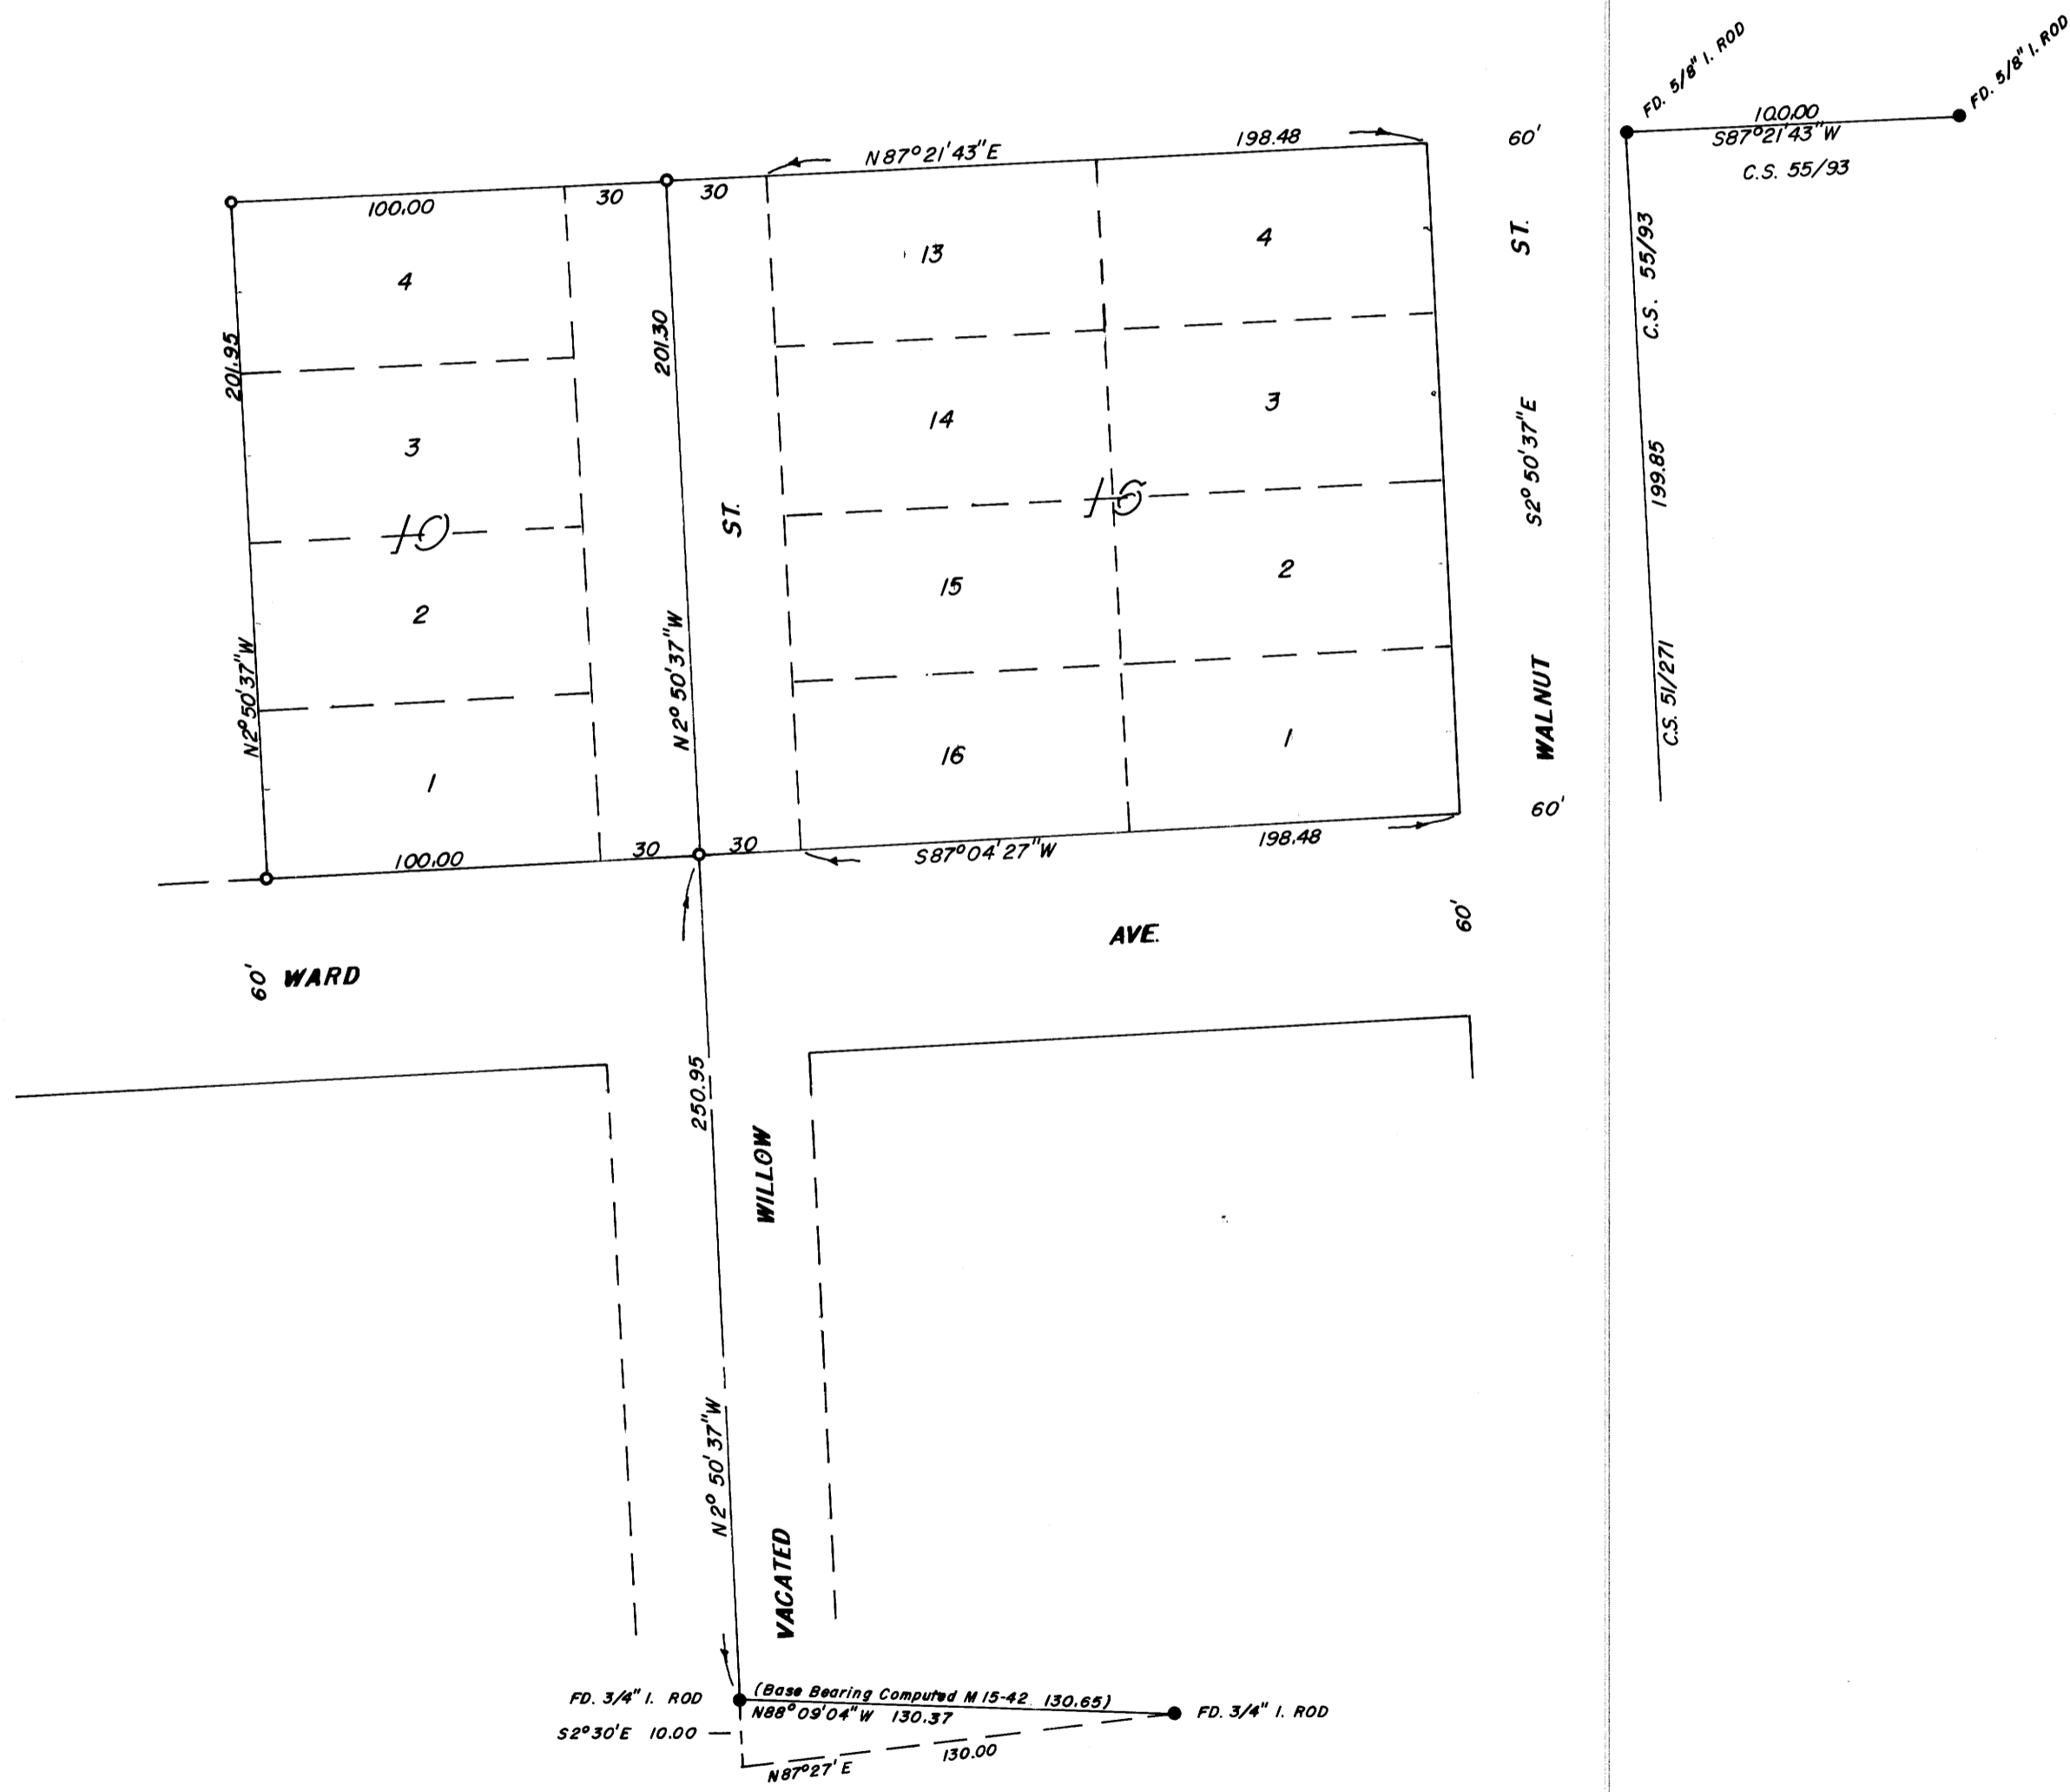 FD. 5/8" I. ROD
FD. 5/8" I. ROD
100.00
S87°21'43"W
C.S. 55/93
N87°21'43"E
198.48
60'
100.00
30
30
4
13
4
ST.
C.S. 55/93
201.95
201.30
3
14
3
S2°50'37"E
199.85
ST.
10
16
2
15
2
N2°50'37"W
N2°50'37"W
WALNUT
C.S. 51/271
1
16
1
60'
100.00
30
30
S87°04'27"W
198.48
60'
WARD
AVE.
60'
250.95
WILLOW
N2°50'37"W
VACATED
FD. 3/4" I. ROD
(Base Bearing Computed M 15-42 130.65)
N88°09'04"W 130.37
FD. 3/4" I. ROD
S2°30'E 10.00
N87°27'E
130.00